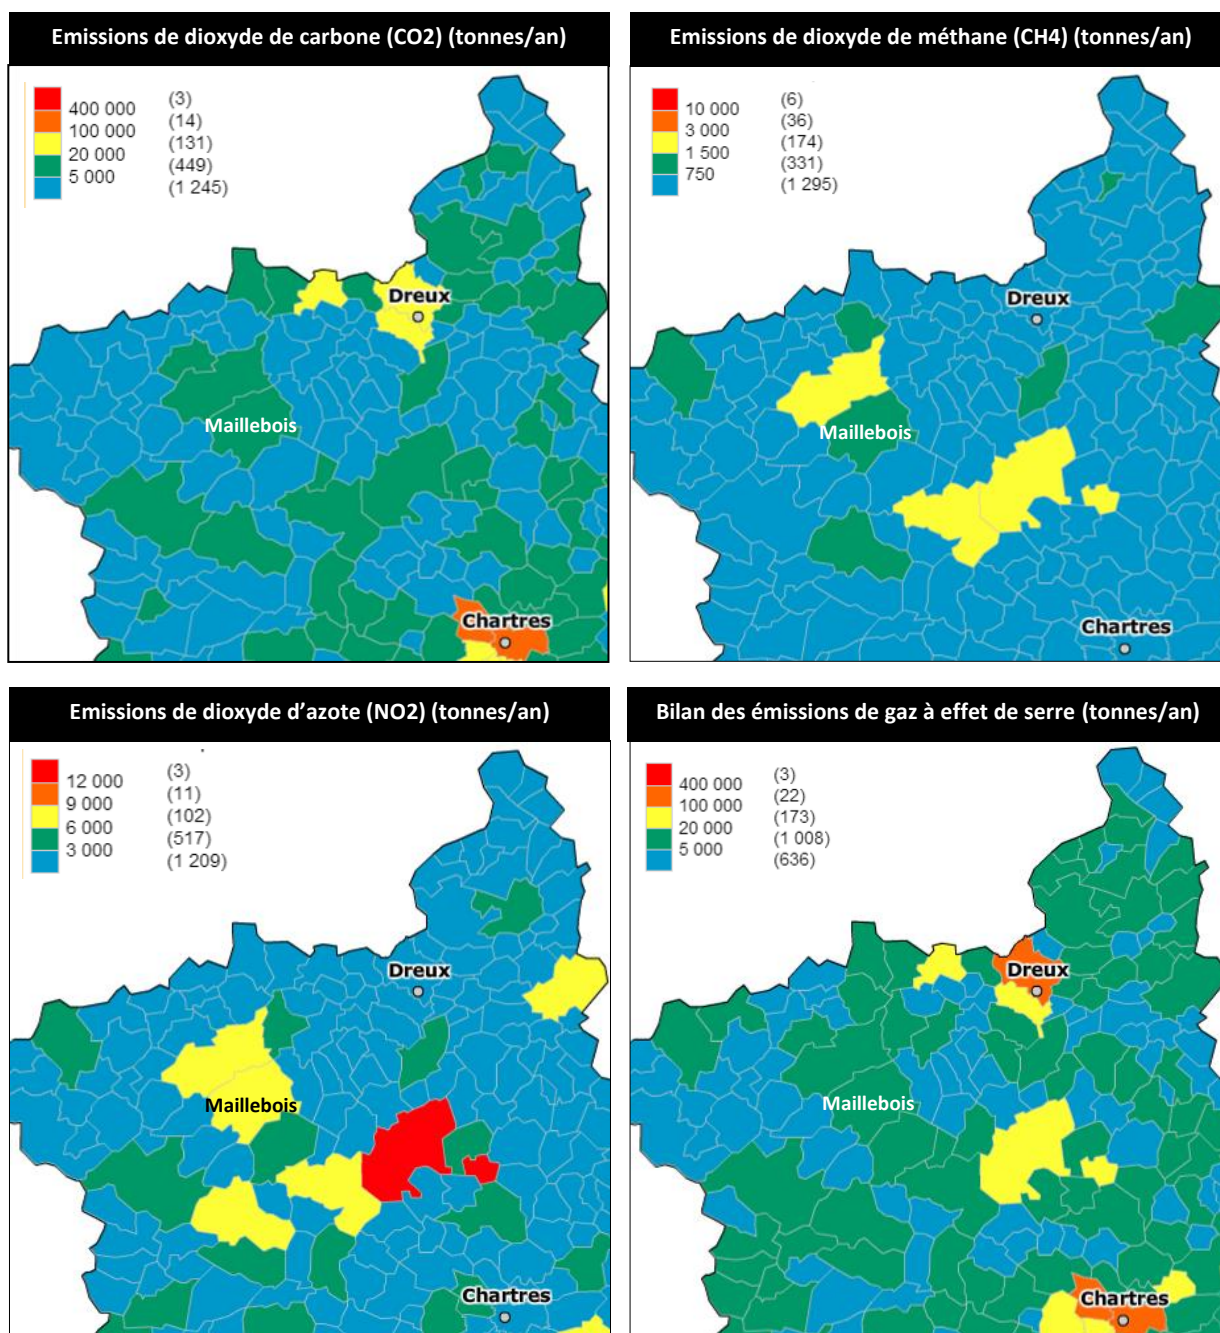 Emissions de dioxyde de carbone (CO2) (tonnes/an)
400 000 (3)
100 000 (14)
20 000 (131)
5 000 (449)
(1 245)
Dreux
Maillebois
Chartres
Emissions de dioxyde de méthane (CH4) (tonnes/an)
10 000 (6)
3 000 (36)
1 500 (174)
750 (331)
(1 295)
Dreux
Maillebois
Chartres
Emissions de dioxyde d'azote (NO2) (tonnes/an)
12 000 (3)
9 000 (11)
6 000 (102)
3 000 (517)
(1 209)
Dreux
Maillebois
Chartres
Bilan des émissions de gaz à effet de serre (tonnes/an)
400 000 (3)
100 000 (22)
20 000 (173)
5 000 (1 008)
(636)
Dreux
Maillebois
Chartres